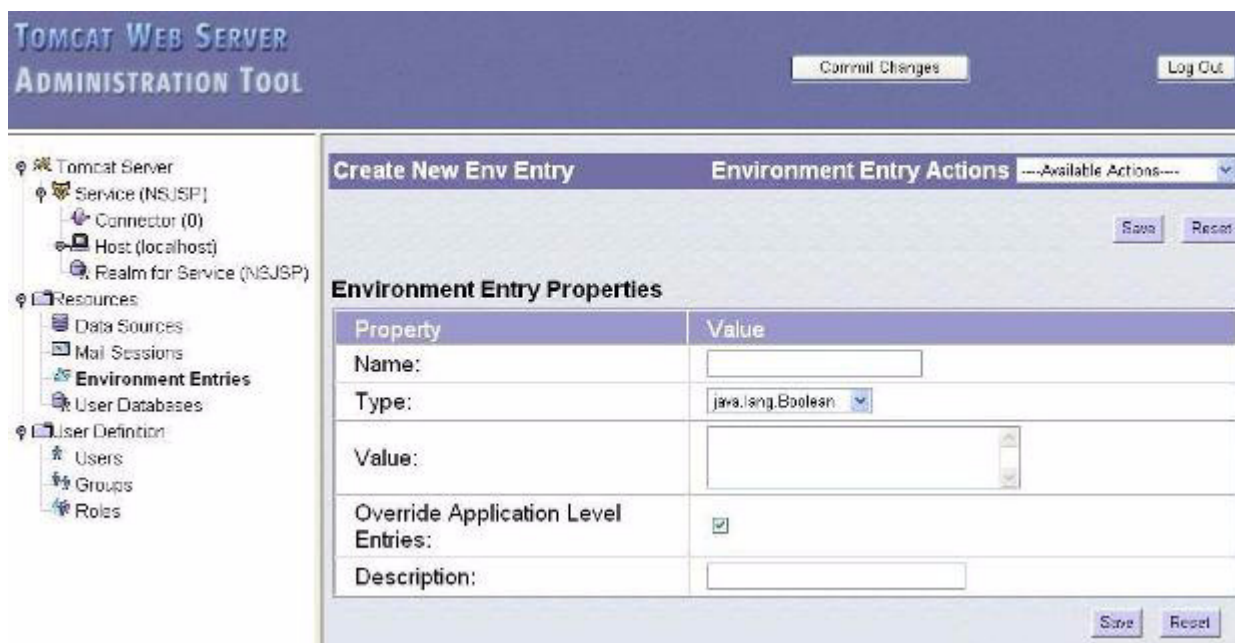 TOMCAT WEB SERVER
ADMINISTRATION TOOL
Commit Changes
Log Out
Tomcat Server
Service (NSJSP)
Connector (0)
Host (localhost)
Realm for Service (NSJSP)
Resources
Data Sources
Mail Sessions
Environment Entries
User Databases
User Definition
Users
Groups
Roles
Create New Env Entry
Environment Entry Actions
----Available Actions----
Save
Reset
Environment Entry Properties
Property Value
Name:
Type: java.lang.Boolean
Value:
Override Application Level
Entries:
Description:
Save
Reset